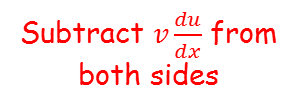 Subtract v du/dx from
both sides